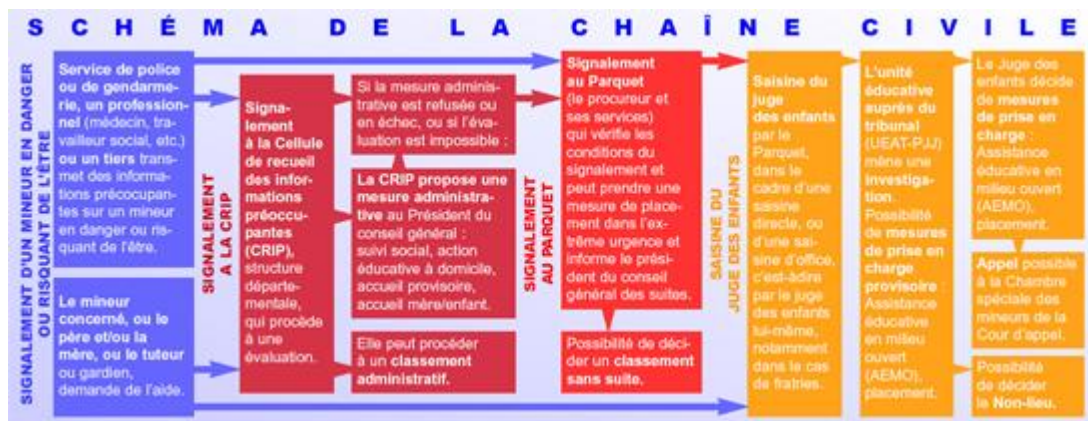 SCHÉMA DE LA CHAÎNE CIVILE
SIGNALEMENT D'UN MINEUR EN DANGER
OU RISQUANT DE L'ÊTRE
Service de police
ou de gendarme-
rie, un profession-
nel (médecin, tra-
vailleur social, etc.)
ou un tiers trans-
met des informa-
tions préoccupan-
tes sur un mineur
en danger ou ris-
quant de l'être.
Le mineur
concerné, ou le
père et/ou la
mère, ou le tuteur
ou gardien,
demande de l'aide.
SIGNALEMENT
A LA CRIP
Signa-
lement
à la Cellule
de recueil
des infor-
mations
préoccu-
pantes
(CRIP),
structure
départe-
mentale,
qui procède
à une
évaluation.
Si la mesure adminis-
trative est refusée ou
en échec, ou si l'éva-
luation est impossible :
La CRIP propose une
mesure administra-
tive au Président du
conseil général :
suivi social, action
éducative à domicile,
accueil provisoire,
accueil mère/enfant.
Elle peut procéder
à un classement
administratif.
SIGNALEMENT
AU PARQUET
Signalement
au Parquet
(le procureur et
ses services)
qui vérifie les
conditions du
signalement et
peut prendre une
mesure de place-
ment dans l'ex-
trême urgence et
informe le prési-
dent du conseil
général des suites.
Possibilité de déci-
der un classement
sans suite.
SAISINE DU
JUGE DES ENFANTS
Saisine du
juge
des enfants
par le
Parquet,
dans le
cadre d'une
saisine
directe, ou
d'une sai-
sine d'office,
c'est-àdire
par le juge
des enfants
lui-même,
notamment
dans le cas
de fratries.
L'unité
éducative
auprès du
tribunal
(UEAT-PJJ)
mène une
investiga-
tion.
Possibilité
de mesures
de prise en
charge
provisoire :
Assistance
éducative
en milieu
ouvert
(AEMO),
placement.
Le Juge des
enfants décide
de mesures
de prise en
charge :
Assistance
éducative en
milieu ouvert
(AEMO),
placement.
Appel possible
à la Chambre
spéciale des
mineurs de la
Cour d'appel.
Possibilité
de décider
le Non-lieu.